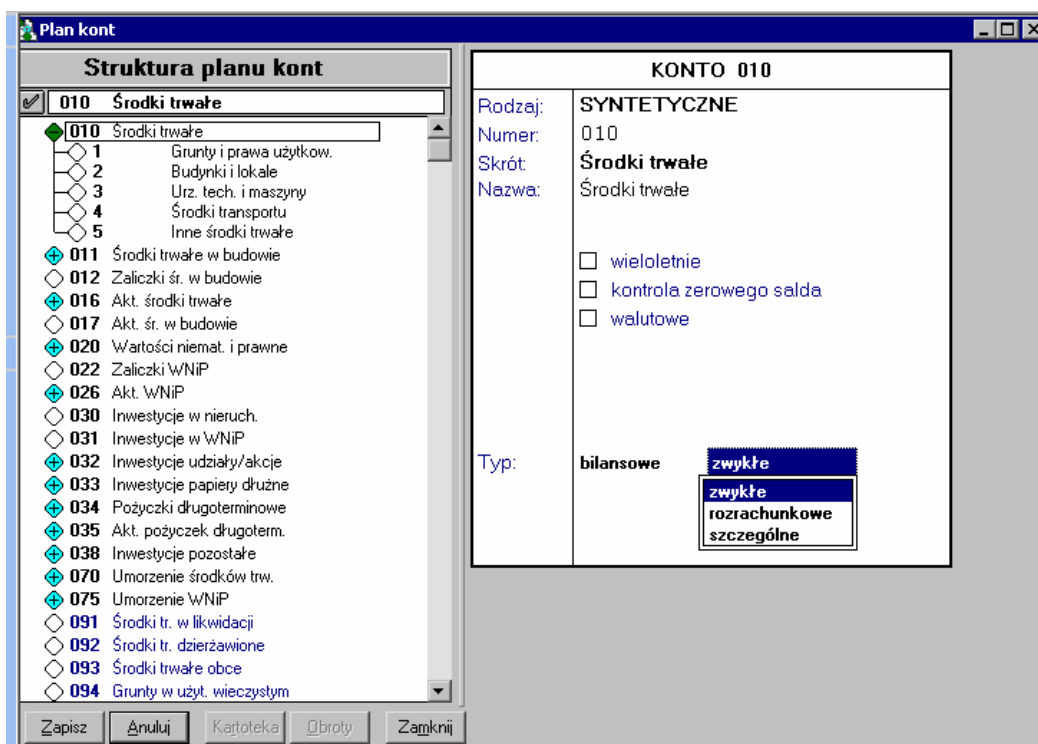 Plan kont
Struktura planu kont
010 Środki trwałe
010 Środki trwałe
1 Grunty i prawa użytkow.
2 Budynki i lokale
3 Urz. tech. i maszyny
4 Środki transportu
5 Inne środki trwałe
011 Środki trwałe w budowie
012 Zaliczki śr. w budowie
016 Akt. środki trwałe
017 Akt. śr. w budowie
020 Wartości niemat. i prawne
022 Zaliczki WNiP
026 Akt. WNiP
030 Inwestycje w nieruch.
031 Inwestycje w WNiP
032 Inwestycje udziały/akcje
033 Inwestycje papiery dłużne
034 Pożyczki długoterminowe
035 Akt. pożyczek długoterm.
038 Inwestycje pozostałe
070 Umorzenie środków trw.
075 Umorzenie WNiP
091 Środki tr. w likwidacji
092 Środki tr. dzierżawione
093 Środki trwałe obce
094 Grunty w użyt. wieczystym
Zapisz Anuluj Kartoteka Obroty Zamknij
KONTO 010
Rodzaj: SYNTETYCZNE
Numer: 010
Skrót: Środki trwałe
Nazwa: Środki trwałe
wieloletnie
kontrola zerowego salda
walutowe
Typ: bilansowe zwykłe
zwykłe
rozrachunkowe
szczególne